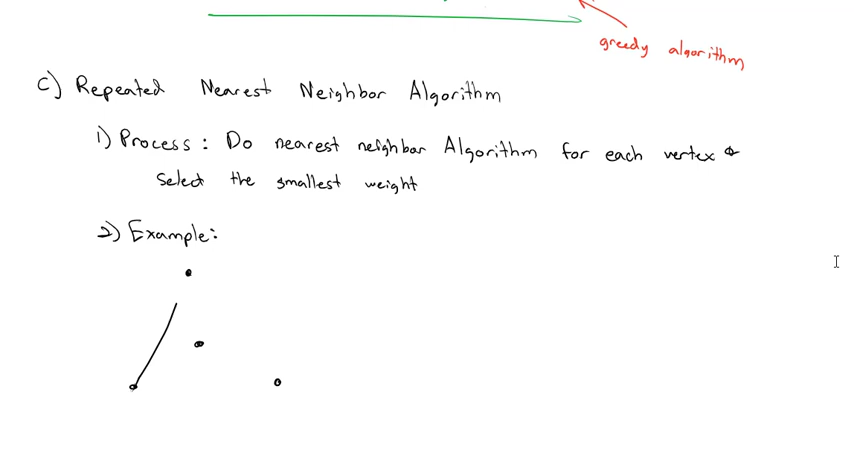 greedy algorithm
c) Repeated Nearest Neighbor Algorithm
1) Process: Do nearest neighbor Algorithm for each vertex &
Select the smallest weight
2) Example: